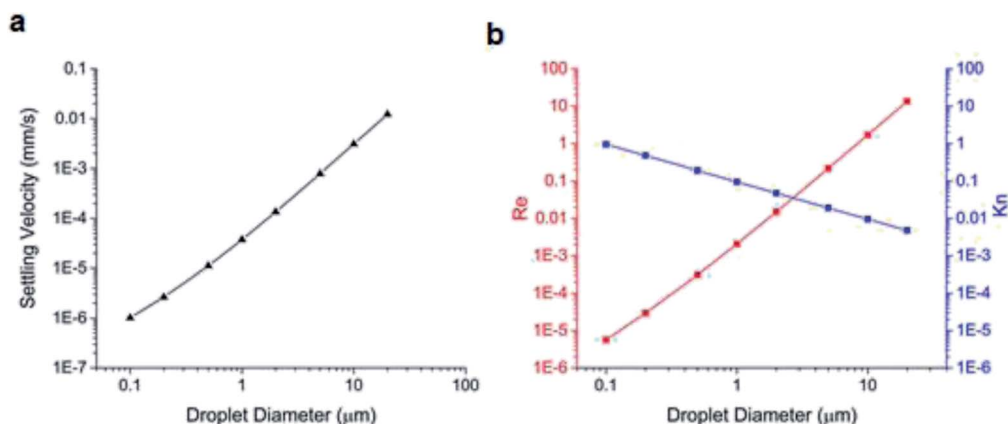 a
b
0.1
0.01
1E-3
1E-4
1E-5
1E-6
1E-7
Settling Velocity (mm/s)
0.1
1
10
100
Droplet Diameter (μm)
100
10
1
0.1
0.01
1E-3
1E-4
1E-5
1E-6
Re
0.1
1
10
Droplet Diameter (μm)
100
10
1
0.1
0.01
1E-3
1E-4
1E-5
1E-6
Kn